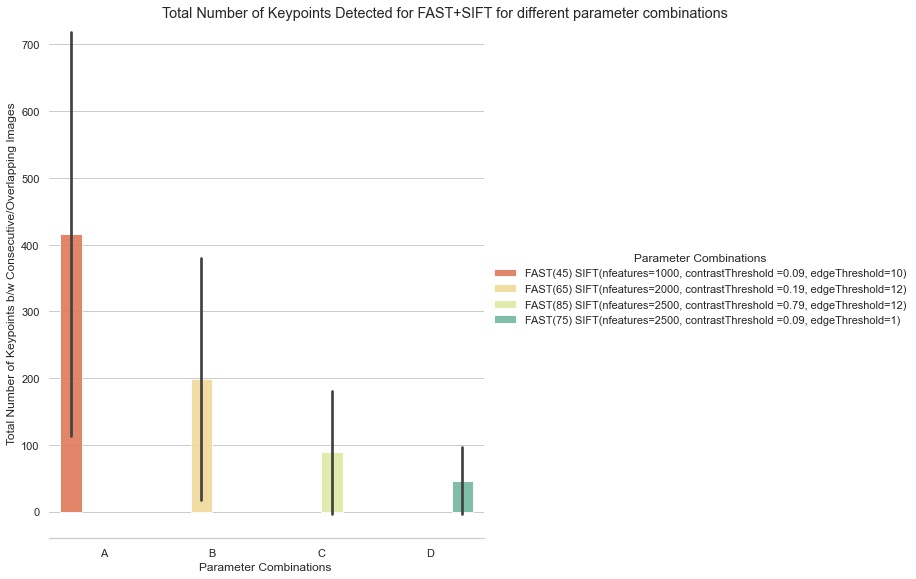 Total Number of Keypoints Detected for FAST+SIFT for different parameter combinations
Total Number of Keypoints b/w Consecutive/Overlapping Images
700
600
500
400
300
200
100
0
A B C D
Parameter Combinations
Parameter Combinations
FAST(45) SIFT(nfeatures=1000, contrastThreshold =0.09, edgeThreshold=10)
FAST(65) SIFT(nfeatures=2000, contrastThreshold =0.19, edgeThreshold=12)
FAST(85) SIFT(nfeatures=2500, contrastThreshold =0.79, edgeThreshold=12)
FAST(75) SIFT(nfeatures=2500, contrastThreshold =0.09, edgeThreshold=1)